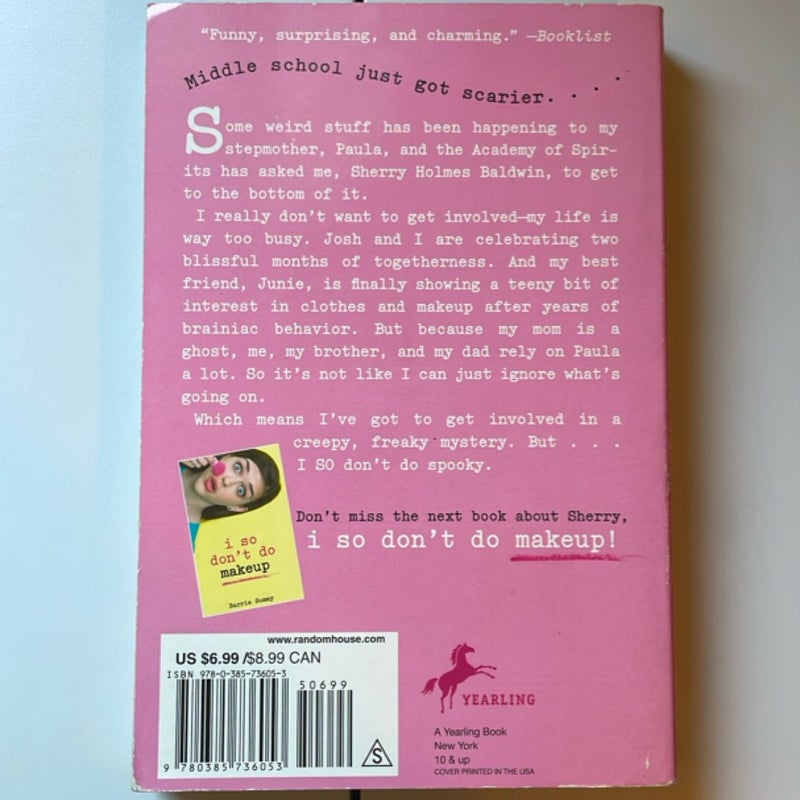 “Funny, surprising, and charming.” —Booklist
Middle school just got scarier. . . .
Some weird stuff has been happening to my
stepmother, Paula, and the Academy of Spir-
its has asked me, Sherry Holmes Baldwin, to get
to the bottom of it.
I really don’t want to get involved—my life is
way too busy. Josh and I are celebrating two
blissful months of togetherness. And my best
friend, Junie, is finally showing a teeny bit of
interest in clothes and makeup after years of
brainiac behavior. But because my mom is a
ghost, me, my brother, and my dad rely on Paula
a lot. So it’s not like I can just ignore what’s
going on.
Which means I’ve got to get involved in a
creepy, freaky mystery. But . . .
I SO don’t do spooky.
i so
don’t do
makeup
Barrie Summy
Don’t miss the next book about Sherry,
i so don’t do makeup!
www.randomhouse.com
US $6.99 /$8.99 CAN
ISBN 978-0-385-73605-3
50699
9 780385 736053
S
YEARLING
A Yearling Book
New York
10 & up
COVER PRINTED IN THE USA